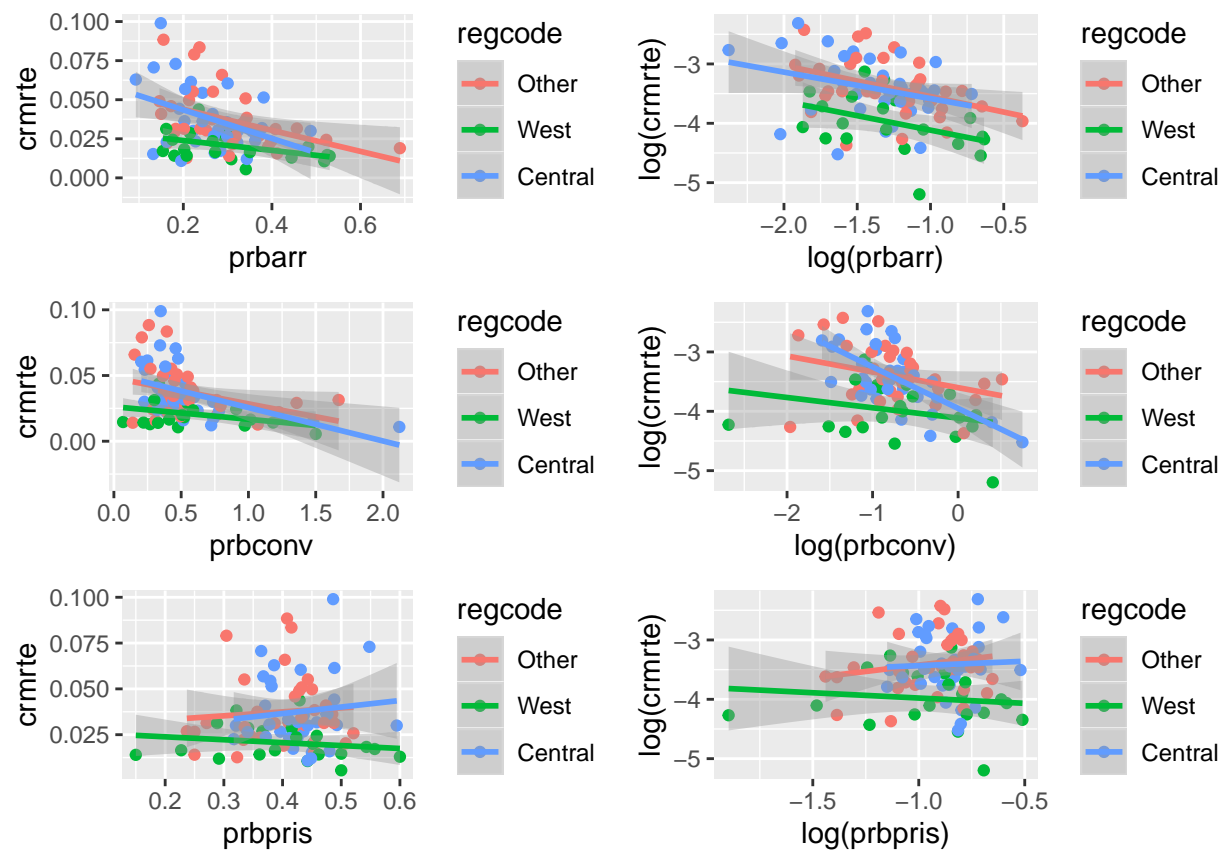 crmrte
0.100
0.075
0.050
0.025
0.000
0.2
0.4
0.6
prbarr
regcode
Other
West
Central
log(crmrte)
−3
−4
−5
−2.0
−1.5
−1.0
−0.5
log(prbarr)
regcode
Other
West
Central
crmrte
0.10
0.05
0.00
0.0
0.5
1.0
1.5
2.0
prbconv
regcode
Other
West
Central
log(crmrte)
−3
−4
−5
−2
−1
0
log(prbconv)
regcode
Other
West
Central
crmrte
0.100
0.075
0.050
0.025
0.2
0.3
0.4
0.5
0.6
prbpris
regcode
Other
West
Central
log(crmrte)
−3
−4
−5
−1.5
−1.0
−0.5
log(prbpris)
regcode
Other
West
Central